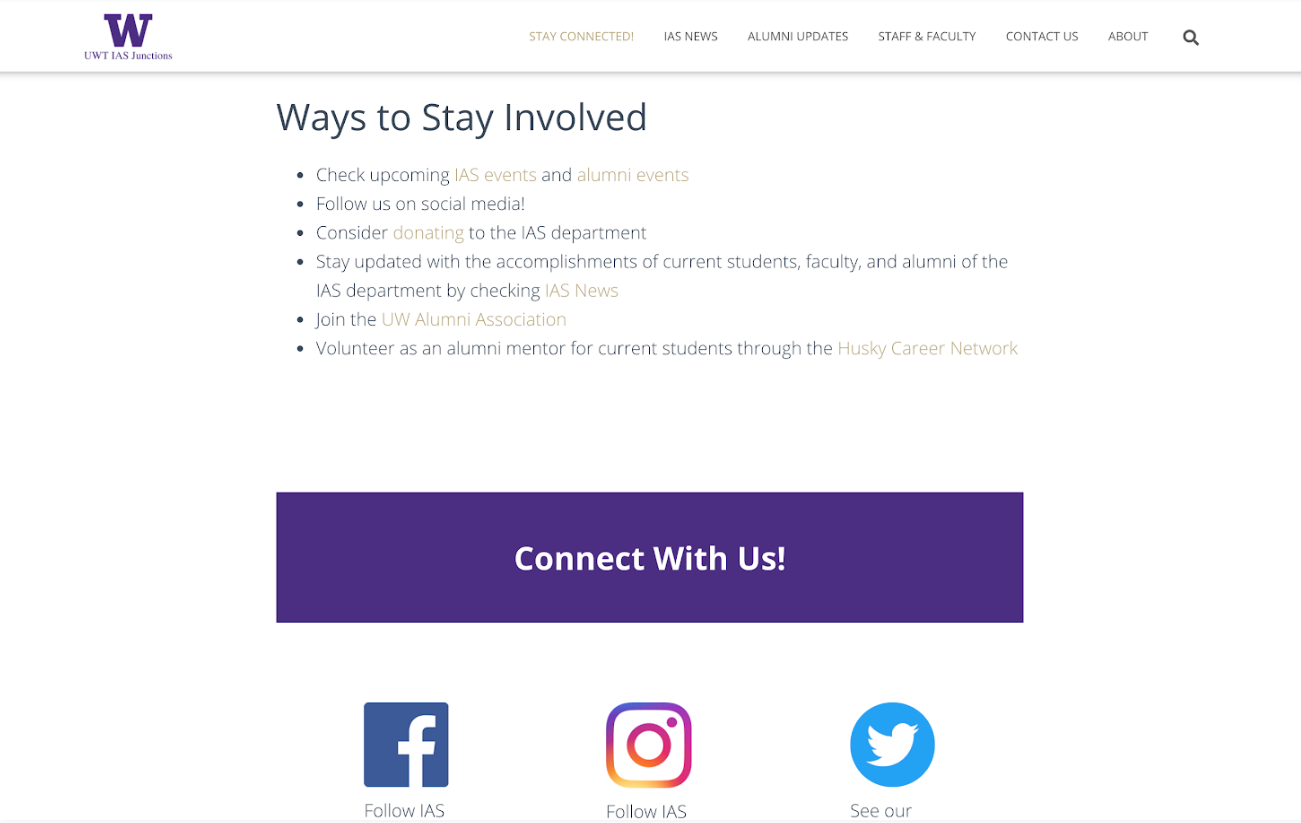 W
UWT IAS Junctions
STAY CONNECTED! IAS NEWS ALUMNI UPDATES STAFF & FACULTY CONTACT US ABOUT
Ways to Stay Involved
• Check upcoming IAS events and alumni events
• Follow us on social media!
• Consider donating to the IAS department
• Stay updated with the accomplishments of current students, faculty, and alumni of the
IAS department by checking IAS News
• Join the UW Alumni Association
• Volunteer as an alumni mentor for current students through the Husky Career Network
Connect With Us!
Follow IAS Follow IAS See our